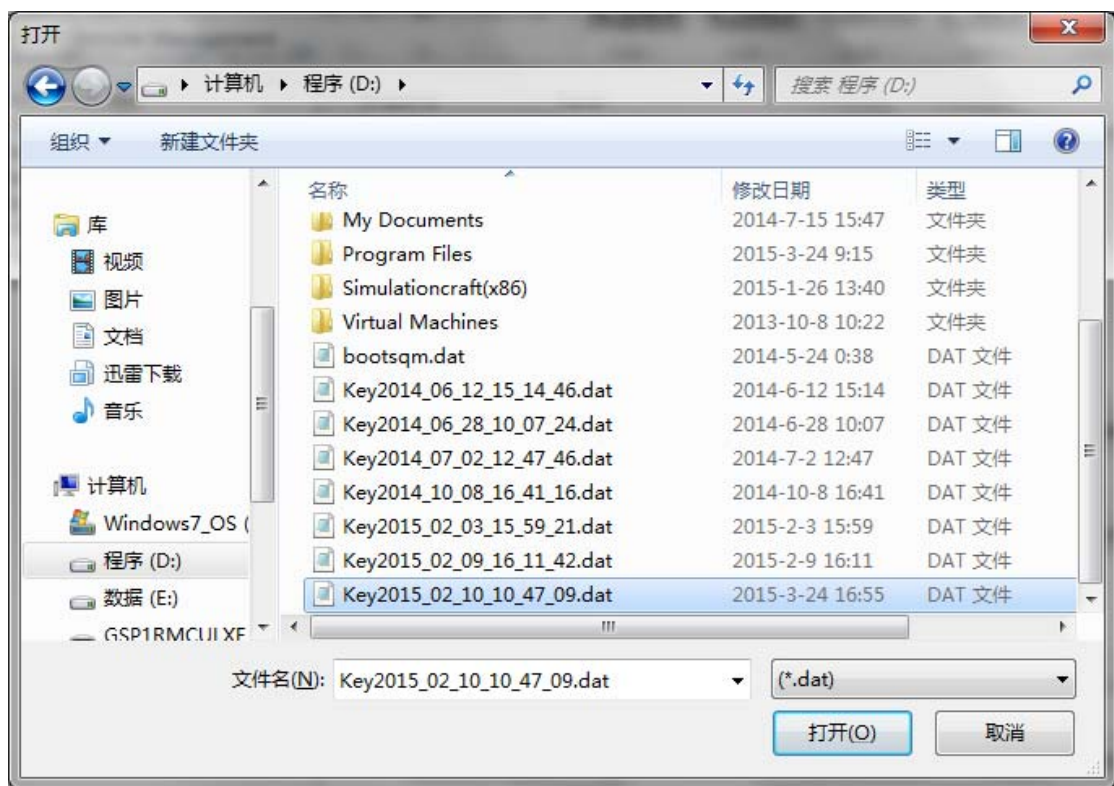 打开
计算机 程序 (D:)
搜索 程序 (D:)
组织 新建文件夹
名称 修改日期 类型
库
视频
图片
文档
迅雷下载
音乐
计算机
Windows7_OS (
程序 (D:)
数据 (E:)
GSP1RMCULXF
My Documents 2014-7-15 15:47 文件夹
Program Files 2015-3-24 9:15 文件夹
Simulationcraft(x86) 2015-1-26 13:40 文件夹
Virtual Machines 2013-10-8 10:22 文件夹
bootsqm.dat 2014-5-24 0:38 DAT 文件
Key2014_06_12_15_14_46.dat 2014-6-12 15:14 DAT 文件
Key2014_06_28_10_07_24.dat 2014-6-28 10:07 DAT 文件
Key2014_07_02_12_47_46.dat 2014-7-2 12:47 DAT 文件
Key2014_10_08_16_41_16.dat 2014-10-8 16:41 DAT 文件
Key2015_02_03_15_59_21.dat 2015-2-3 15:59 DAT 文件
Key2015_02_09_16_11_42.dat 2015-2-9 16:11 DAT 文件
Key2015_02_10_10_47_09.dat 2015-3-24 16:55 DAT 文件
文件名(N): Key2015_02_10_10_47_09.dat (*.dat)
打开(O) 取消